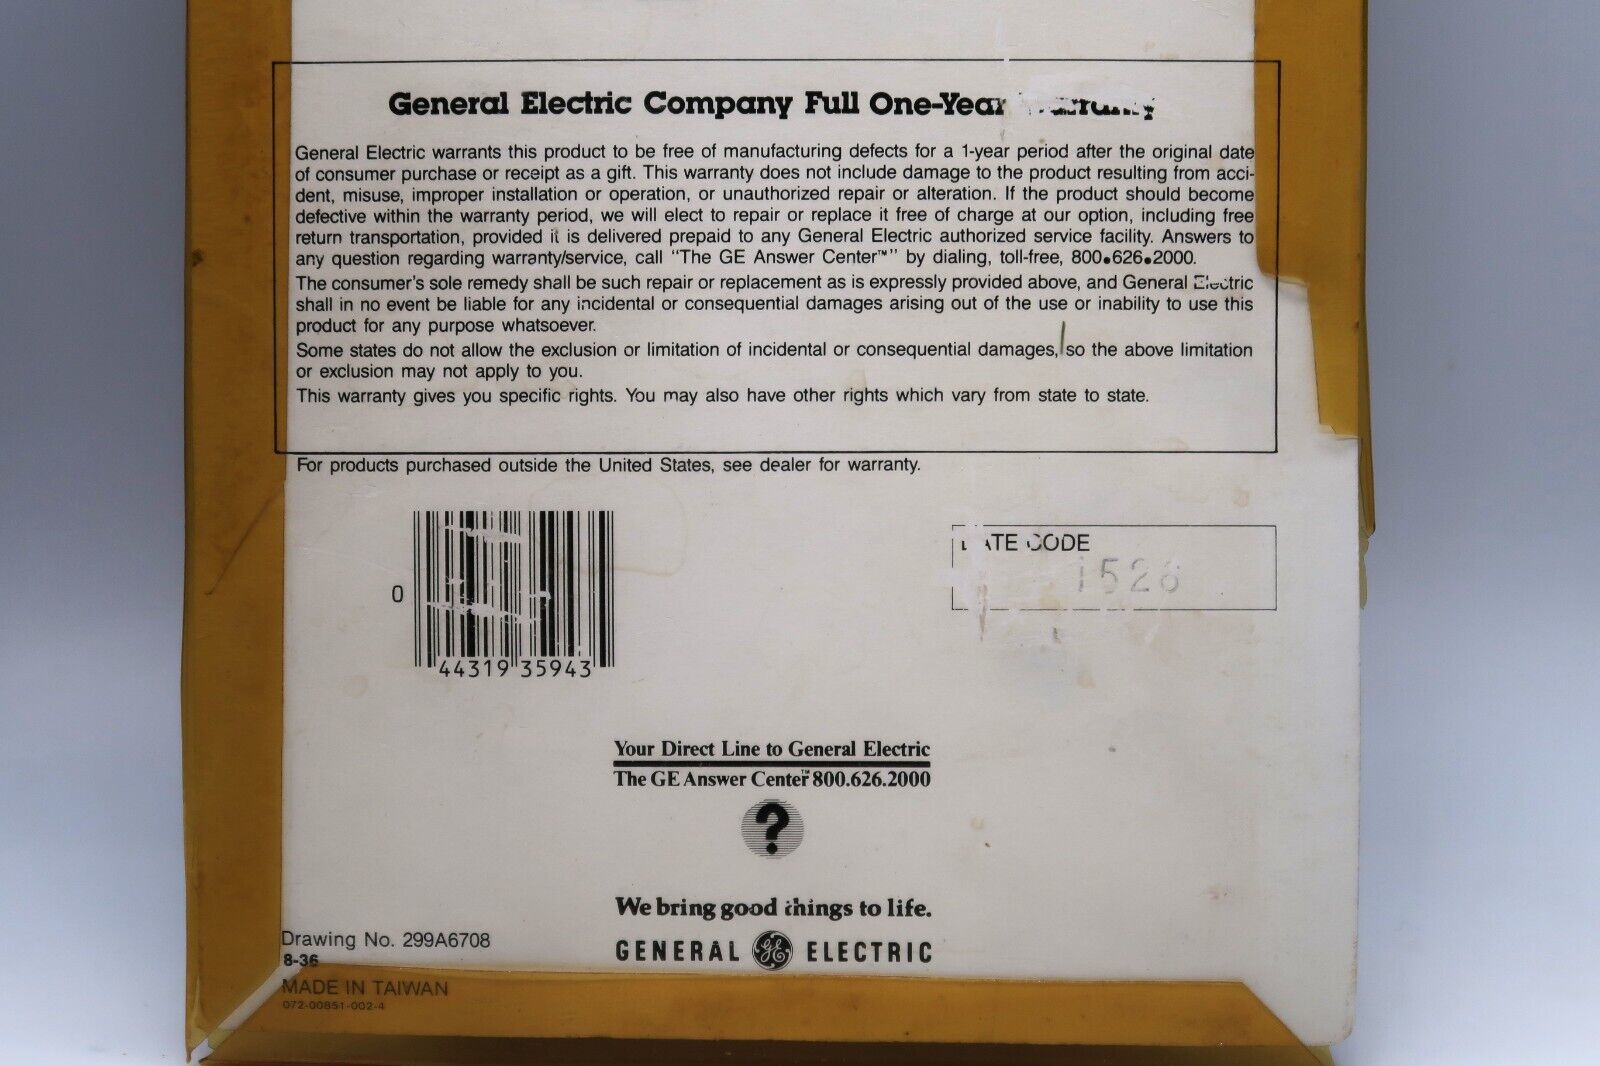 General Electric Company Full One-Year Warranty
General Electric warrants this product to be free of manufacturing defects for a 1-year period after the original date
of consumer purchase or receipt as a gift. This warranty does not include damage to the product resulting from acci-
dent, misuse, improper installation or operation, or unauthorized repair or alteration. If the product should become
defective within the warranty period, we will elect to repair or replace it free of charge at our option, including free
return transportation, provided it is delivered prepaid to any General Electric authorized service facility. Answers to
any question regarding warranty/service, call "The GE Answer Center™" by dialing, toll-free, 800•626•2000.
The consumer's sole remedy shall be such repair or replacement as is expressly provided above, and General Electric
shall in no event be liable for any incidental or consequential damages arising out of the use or inability to use this
product for any purpose whatsoever.
Some states do not allow the exclusion or limitation of incidental or consequential damages, so the above limitation
or exclusion may not apply to you.
This warranty gives you specific rights. You may also have other rights which vary from state to state.
For products purchased outside the United States, see dealer for warranty.
DATE CODE
1526
0
44319 35943
Your Direct Line to General Electric
The GE Answer Center™ 800.626.2000
?
We bring good things to life.
GENERAL GE ELECTRIC
Drawing No. 299A6708
8-36
MADE IN TAIWAN
072-00851-002-4